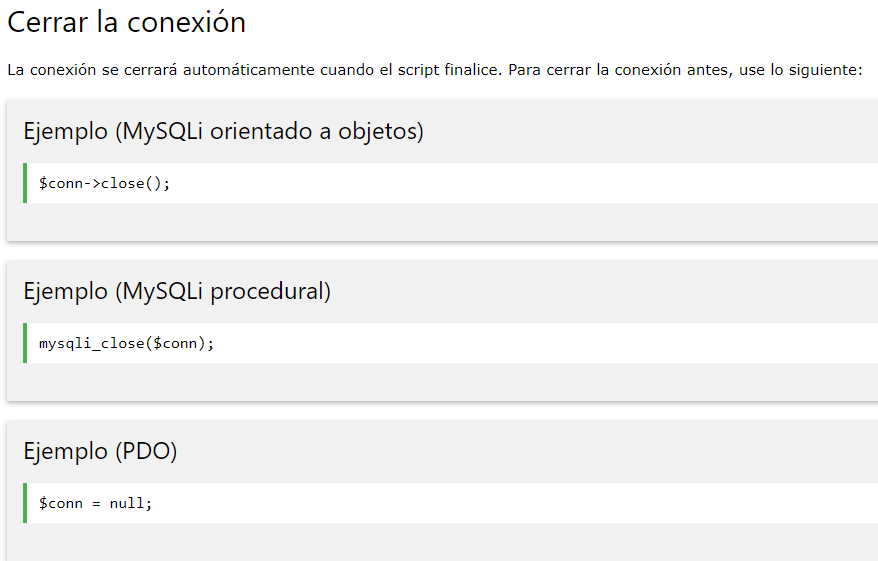 Cerrar la conexión
La conexión se cerrará automáticamente cuando el script finalice. Para cerrar la conexión antes, use lo siguiente:
Ejemplo (MySQLi orientado a objetos)
$conn->close();
Ejemplo (MySQLi procedural)
mysqli_close($conn);
Ejemplo (PDO)
$conn = null;